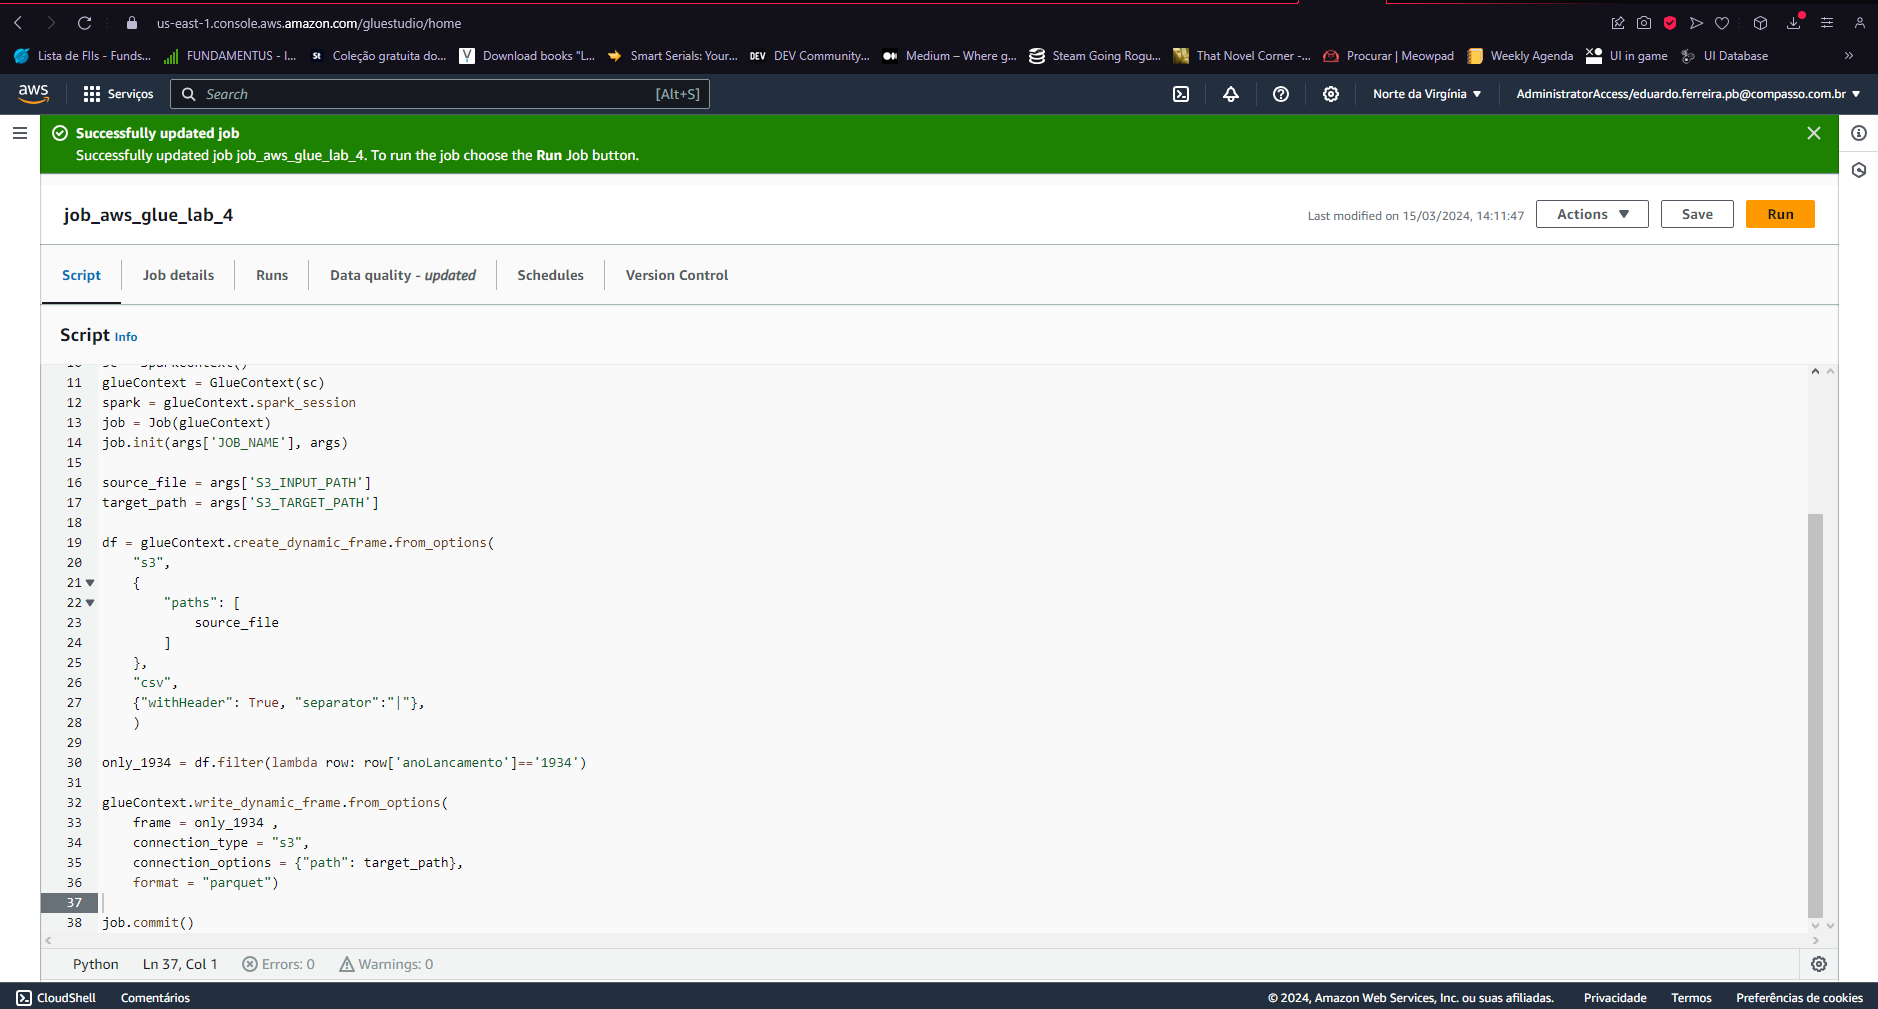 us-east-1.console.aws.amazon.com/gluestudio/home
Lista de FIIs - Funds...
FUNDAMENTUS - I...
St
Coleção gratuita do...
V
Download books "L...
Smart Serials: Your...
DEV
DEV Community,...
Medium – Where g...
Steam Going Rogu...
That Novel Corner -...
Procurar | Meowpad
Weekly Agenda
UI in game
UI Database
»
aws
Serviços
Search
[Alt+S]
Norte da Virgínia
AdministratorAccess/eduardo.ferreira.pb@compasso.com.br
Successfully updated job
Successfully updated job job_aws_glue_lab_4. To run the job choose the Run Job button.
job_aws_glue_lab_4
Last modified on 15/03/2024, 14:11:47
Actions
Save
Run
Script
Job details
Runs
Data quality - updated
Schedules
Version Control
Script Info
10 sc = SparkContext()
11 glueContext = GlueContext(sc)
12 spark = glueContext.spark_session
13 job = Job(glueContext)
14 job.init(args['JOB_NAME'], args)
15
16 source_file = args['S3_INPUT_PATH']
17 target_path = args['S3_TARGET_PATH']
18
19 df = glueContext.create_dynamic_frame.from_options(
20 "s3",
21 {
22 "paths": [
23 source_file
24 ]
25 },
26 "csv",
27 {"withHeader": True, "separator":"|"},
28 )
29
30 only_1934 = df.filter(lambda row: row['anoLancamento']=='1934')
31
32 glueContext.write_dynamic_frame.from_options(
33 frame = only_1934 ,
34 connection_type = "s3",
35 connection_options = {"path": target_path},
36 format = "parquet")
37
38 job.commit()
Python
Ln 37, Col 1
Errors: 0
Warnings: 0
CloudShell
Comentários
© 2024, Amazon Web Services, Inc. ou suas afiliadas.
Privacidade
Termos
Preferências de cookies